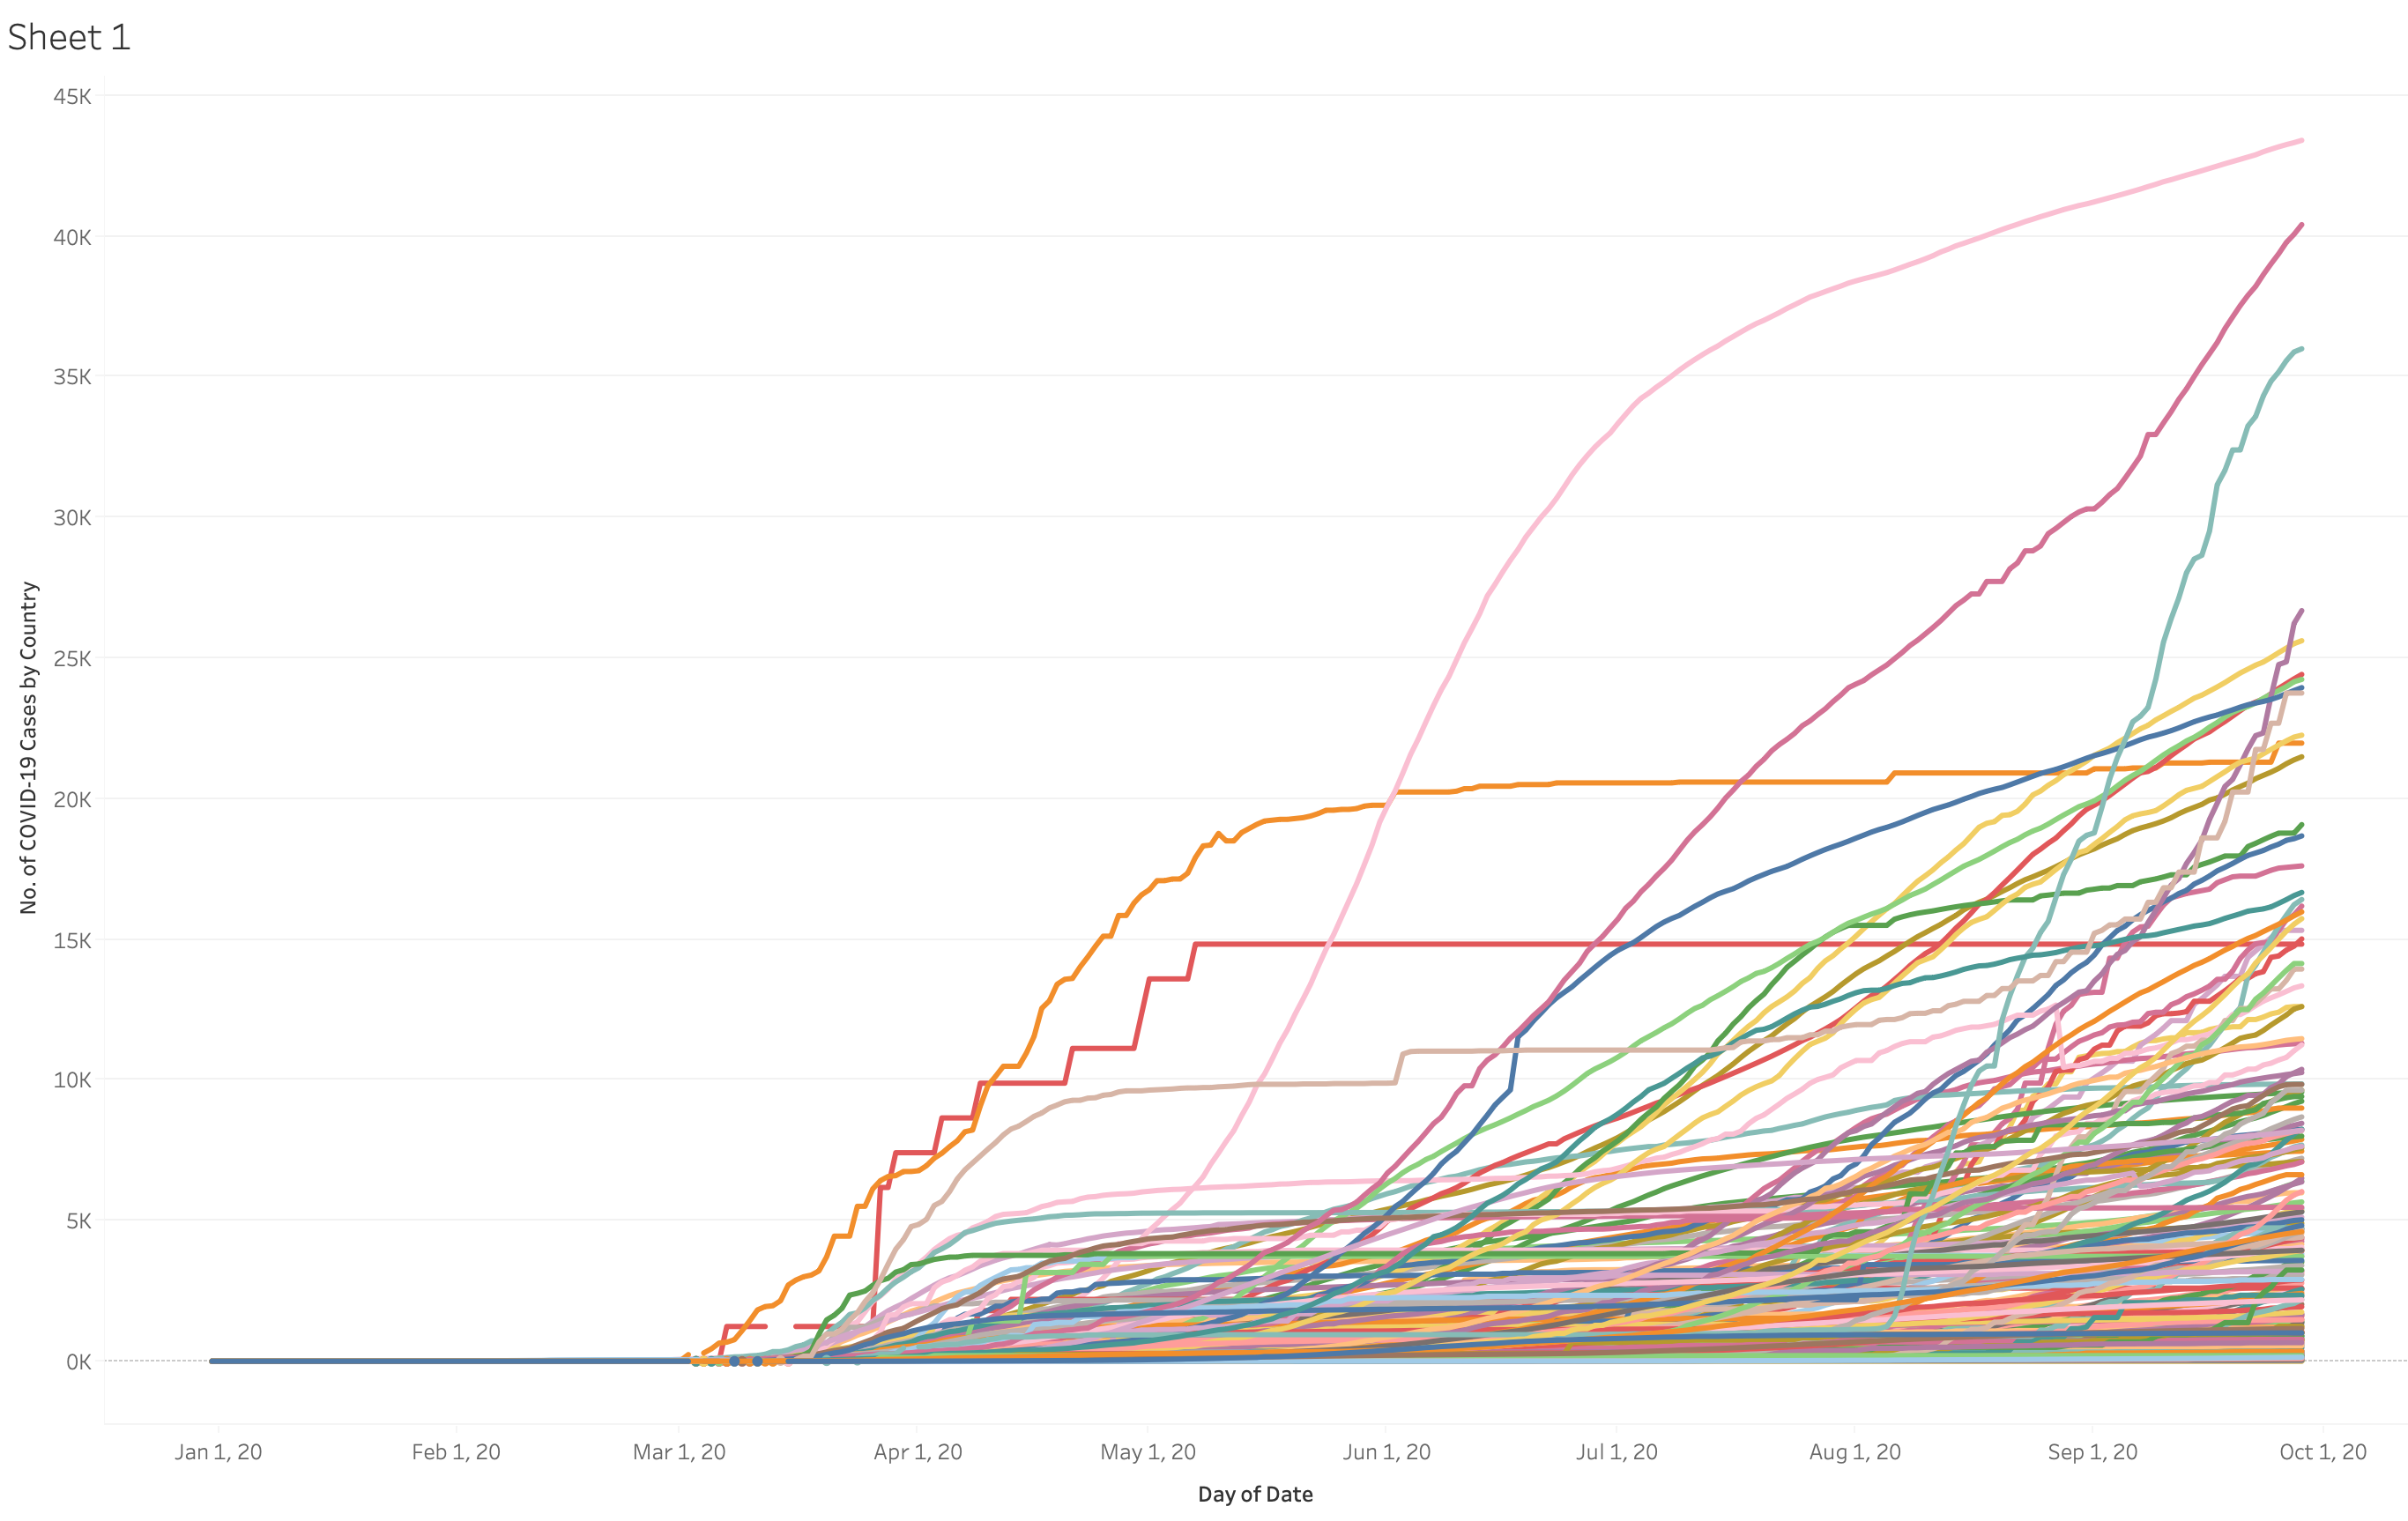 Sheet 1
45K
40K
35K
30K
25K
20K
15K
10K
5K
0K
No. of COVID-19 Cases by Country
Jan 1, 20 Feb 1, 20 Mar 1, 20 Apr 1, 20 May 1, 20 Jun 1, 20 Jul 1, 20 Aug 1, 20 Sep 1, 20 Oct 1, 20
Day of Date